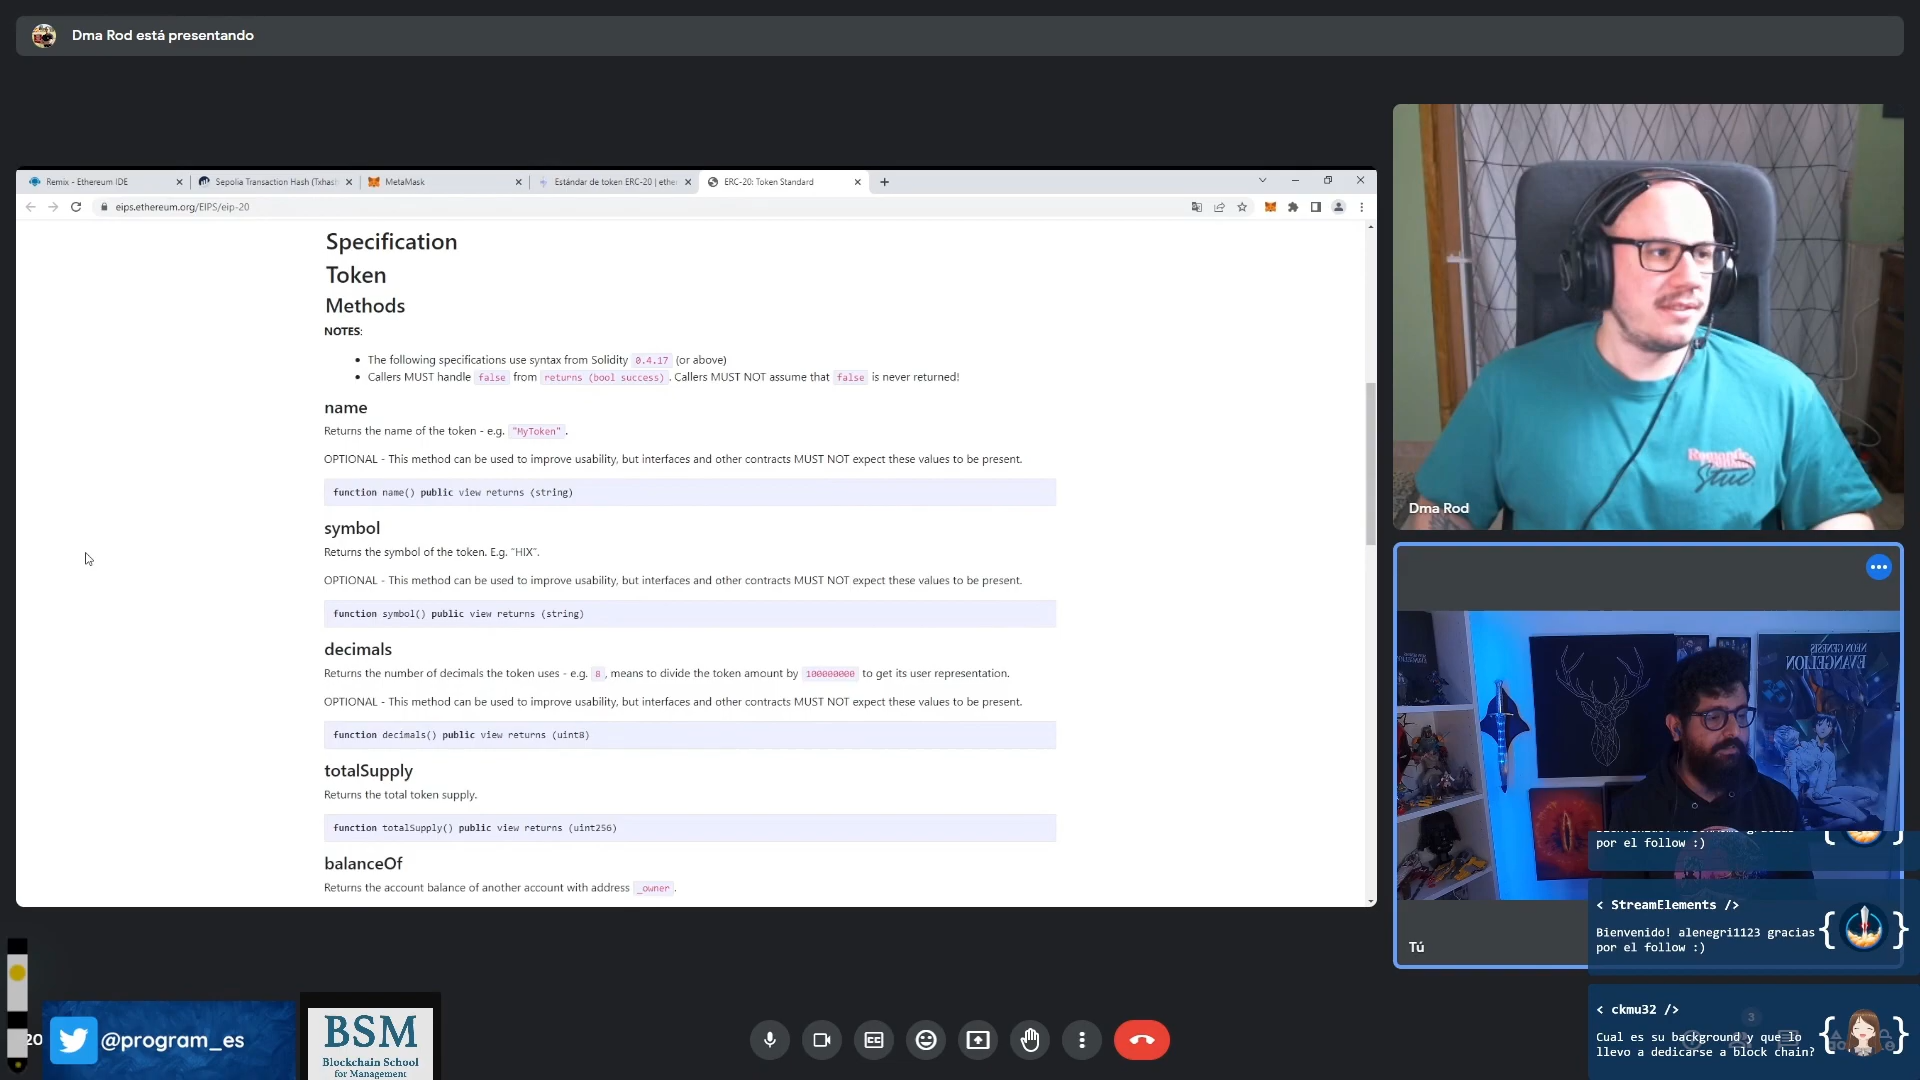 Dma Rod está presentando
Remix - Ethereum IDE
Sepolia Transaction Hash (Txhas
MetaMask
Estándar de token ERC-20 | ethe
ERC-20: Token Standard
eips.ethereum.org/EIPS/eip-20
Specification
Token
Methods
NOTES:
The following specifications use syntax from Solidity 0.4.17 (or above)
Callers MUST handle false from returns (bool success). Callers MUST NOT assume that false is never returned!
name
Returns the name of the token - e.g. "MyToken".
OPTIONAL - This method can be used to improve usability, but interfaces and other contracts MUST NOT expect these values to be present.
function name() public view returns (string)
symbol
Returns the symbol of the token. E.g. “HIX”.
OPTIONAL - This method can be used to improve usability, but interfaces and other contracts MUST NOT expect these values to be present.
function symbol() public view returns (string)
decimals
Returns the number of decimals the token uses - e.g. 8, means to divide the token amount by 100000000 to get its user representation.
OPTIONAL - This method can be used to improve usability, but interfaces and other contracts MUST NOT expect these values to be present.
function decimals() public view returns (uint8)
totalSupply
Returns the total token supply.
function totalSupply() public view returns (uint256)
balanceOf
Returns the account balance of another account with address _owner.
Dma Rod
NEON GENESIS
EVANGELION
Tú
por el follow :)
< StreamElements />
Bienvenido! alenegri1123 gracias
por el follow :)
< ckmu32 />
Cual es su background y que lo
llevo a dedicarse a block chain?
3
20
@program_es
BSM
Blockchain School
for Management